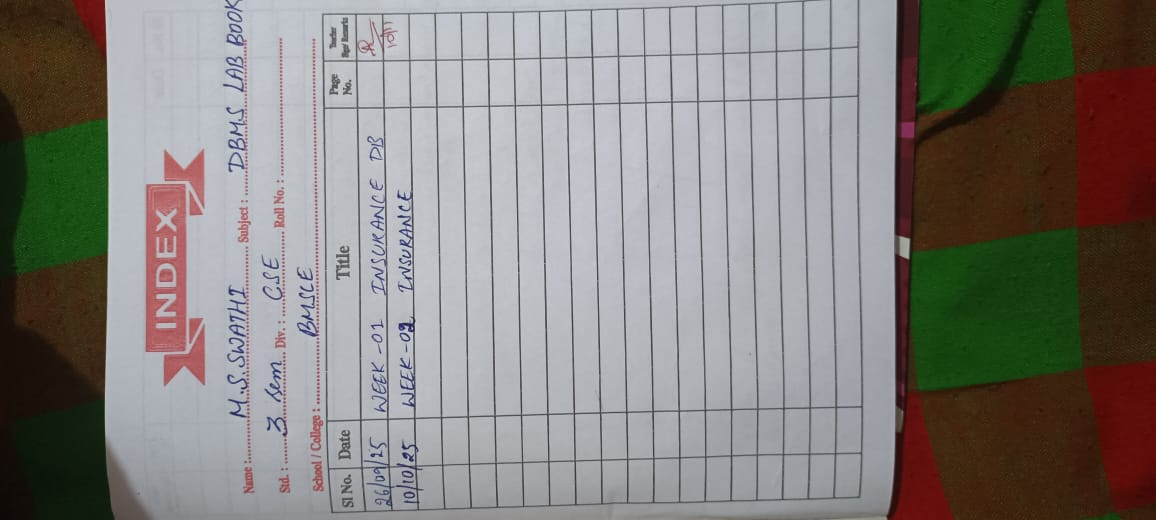 INDEX
Name : M.S.SWATHI Subject : DBMS LAB BOOK
Std. : 3 Sem Div. : CSE Roll No. :
School / College : BMSCE
Sl No. Date Title Page No. Teacher Sign/ Remarks
26/09/25 WEEK-01 INSURANCE DB
10/10/25 WEEK-02 INSURANCE 10/11